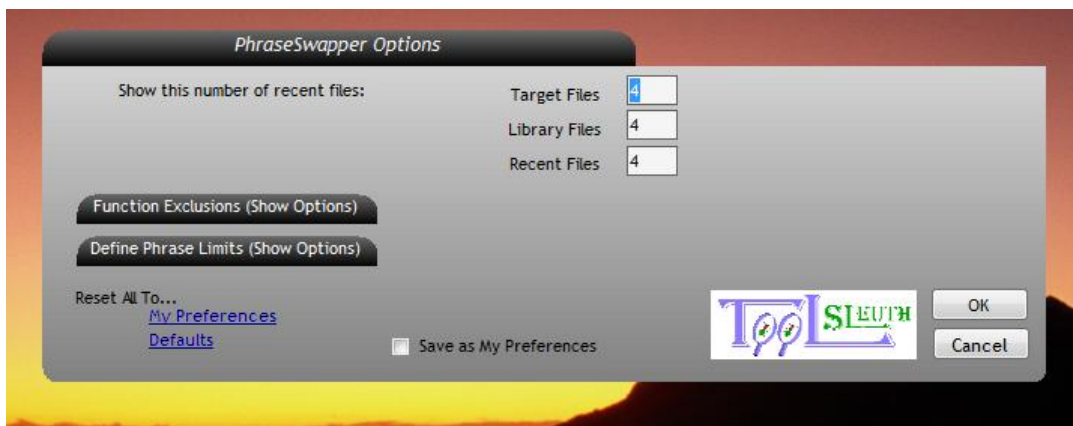 PhraseSwapper Options
Show this number of recent files:
Target Files 4
Library Files 4
Recent Files 4
Function Exclusions (Show Options)
Define Phrase Limits (Show Options)
Reset All To...
My Preferences
Defaults
Save as My Preferences
TOOL SLEUTH
OK
Cancel